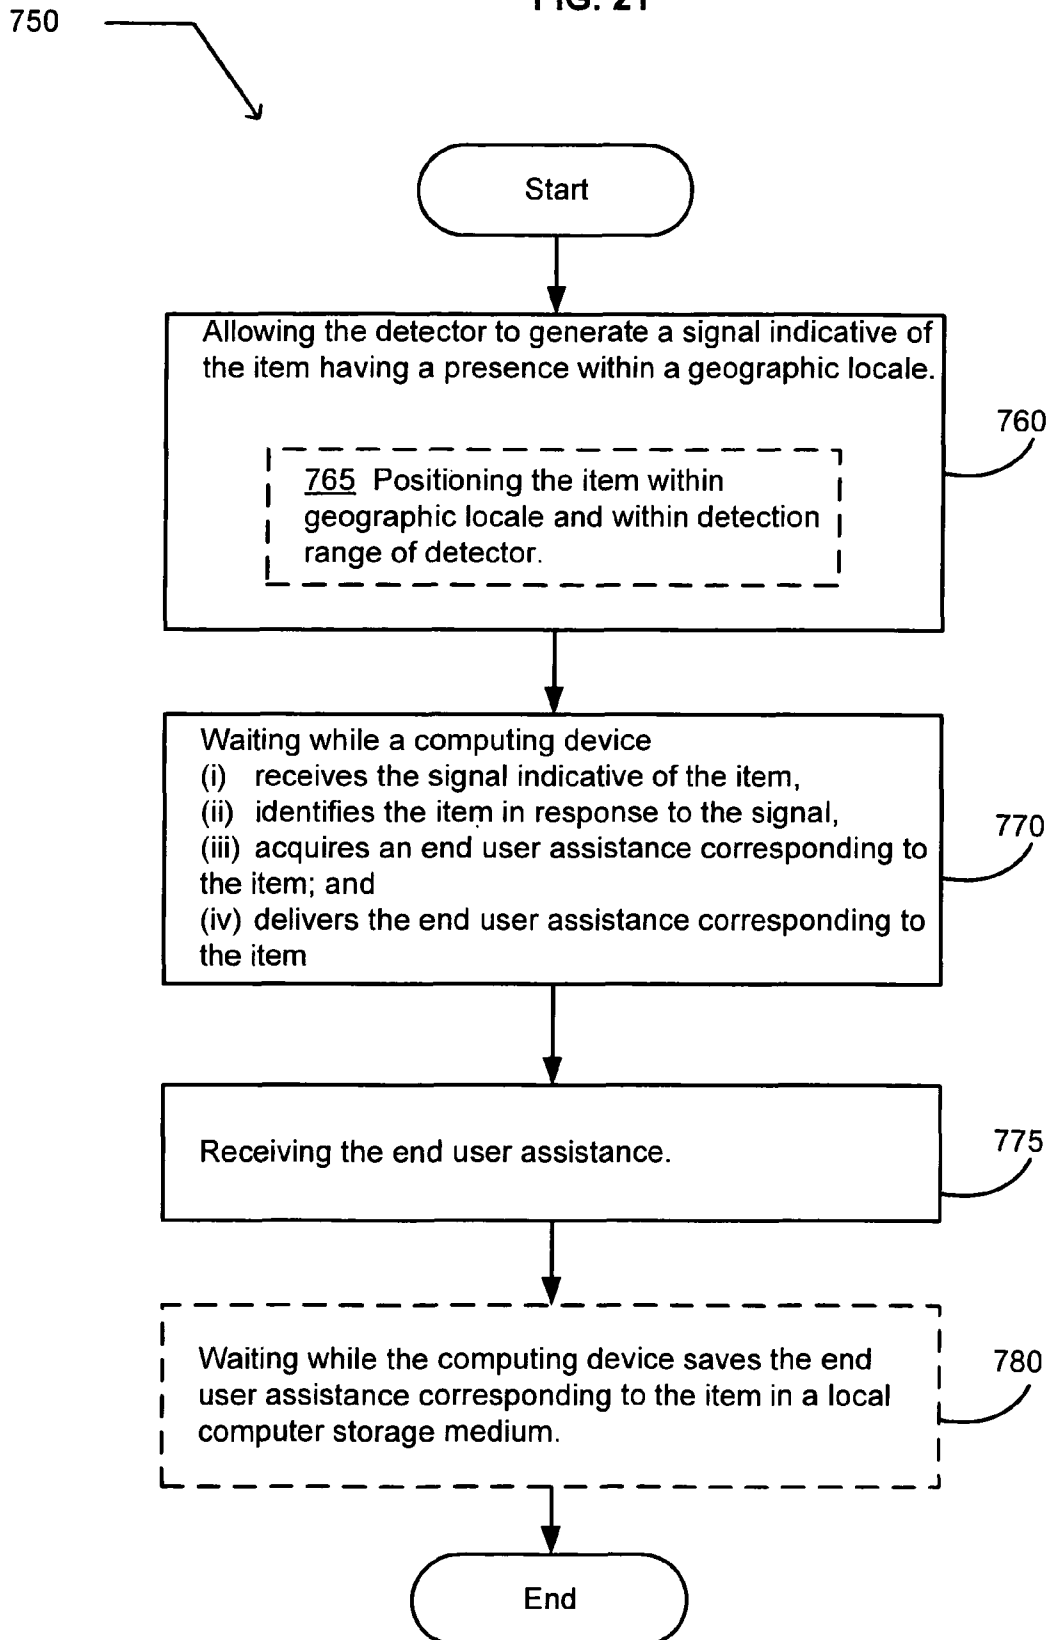 FIG. 21
750
Start
Allowing the detector to generate a signal indicative of
the item having a presence within a geographic locale.
760
765 Positioning the item within
geographic locale and within detection
range of detector.
Waiting while a computing device
(i) receives the signal indicative of the item,
(ii) identifies the item in response to the signal,
(iii) acquires an end user assistance corresponding to
the item; and
(iv) delivers the end user assistance corresponding to
the item
770
Receiving the end user assistance.
775
Waiting while the computing device saves the end
user assistance corresponding to the item in a local
computer storage medium.
780
End